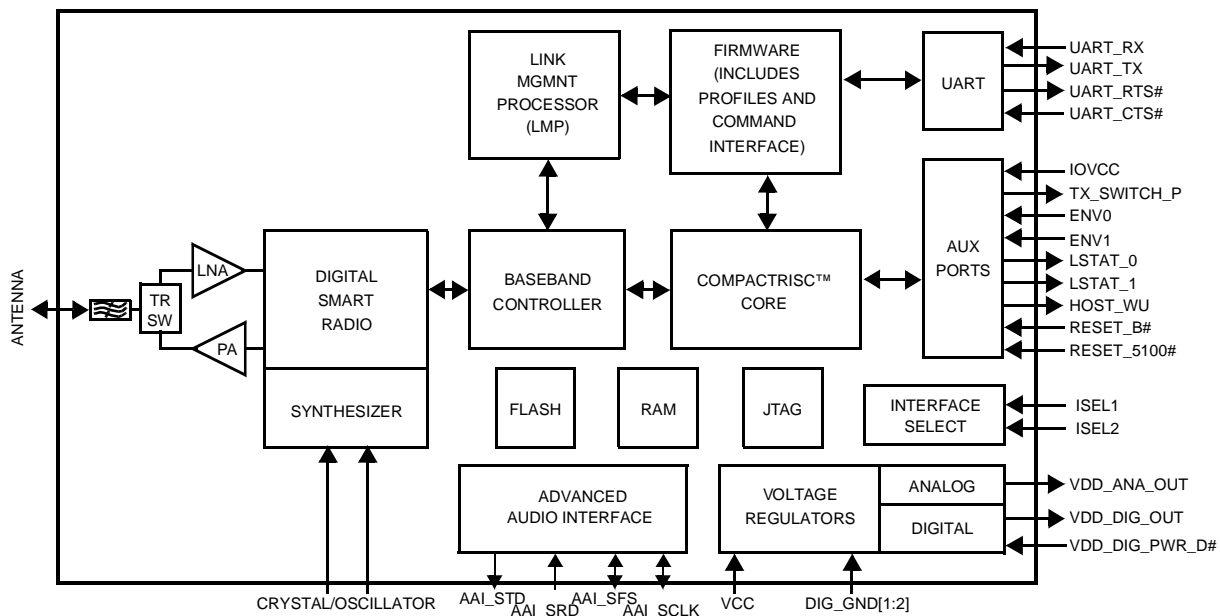 LINK
MGMNT
PROCESSOR
(LMP)
FIRMWARE
(INCLUDES
PROFILES AND
COMMAND
INTERFACE)
UART
UART_RX
UART_TX
UART_RTS#
UART_CTS#
AUX
PORTS
IOVCC
TX_SWITCH_P
ENV0
ENV1
LSTAT_0
LSTAT_1
HOST_WU
RESET_B#
RESET_5100#
ANTENNA
TR
SW
LNA
PA
DIGITAL
SMART
RADIO
BASEBAND
CONTROLLER
COMPACTRISC™
CORE
SYNTHESIZER
FLASH
RAM
JTAG
INTERFACE
SELECT
ISEL1
ISEL2
ADVANCED
AUDIO INTERFACE
VOLTAGE
REGULATORS
ANALOG
DIGITAL
VDD_ANA_OUT
VDD_DIG_OUT
VDD_DIG_PWR_D#
CRYSTAL/OSCILLATOR
AAI_STD
AAI_SRD
AAI_SFS
AAI_SCLK
VCC
DIG_GND[1:2]